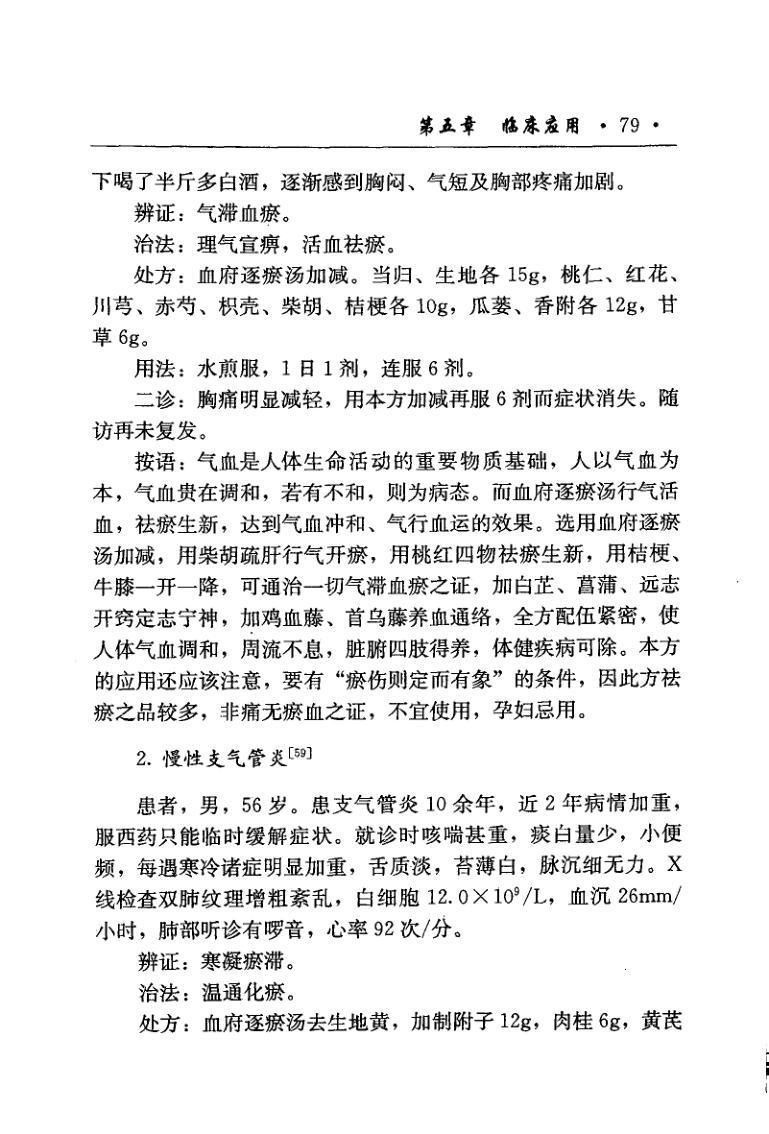 第五章　临床应用 · 79 ·
下喝了半斤多白酒，逐渐感到胸闷、气短及胸部疼痛加剧。
辨证：气滞血瘀。
治法：理气宣痹，活血祛瘀。
处方：血府逐瘀汤加减。当归、生地各 15g，桃仁、红花、
川芎、赤芍、枳壳、柴胡、桔梗各 10g，瓜蒌、香附各 12g，甘
草 6g。
用法：水煎服，1 日 1 剂，连服 6 剂。
二诊：胸痛明显减轻，用本方加减再服 6 剂而症状消失。随
访再未复发。
按语：气血是人体生命活动的重要物质基础，人以气血为
本，气血贵在调和，若有不和，则为病态。而血府逐瘀汤行气活
血，祛瘀生新，达到气血冲和、气行血运的效果。选用血府逐瘀
汤加减，用柴胡疏肝行气开瘀，用桃红四物祛瘀生新，用桔梗、
牛膝一开一降，可通治一切气滞血瘀之证，加白芷、菖蒲、远志
开窍定志宁神，加鸡血藤、首乌藤养血通络，全方配伍紧密，使
人体气血调和，周流不息，脏腑四肢得养，体健疾病可除。本方
的应用还应该注意，要有“瘀伤则定而有象”的条件，因此方祛
瘀之品较多，非痛无瘀血之证，不宜使用，孕妇忌用。
2. 慢性支气管炎[59]
患者，男，56 岁。患支气管炎 10 余年，近 2 年病情加重，
服西药只能临时缓解症状。就诊时咳喘甚重，痰白量少，小便
频，每遇寒冷诸症明显加重，舌质淡，苔薄白，脉沉细无力。X
线检查双肺纹理增粗紊乱，白细胞 12.0×10⁹/L，血沉 26mm/
小时，肺部听诊有啰音，心率 92 次/分。
辨证：寒凝瘀滞。
治法：温通化瘀。
处方：血府逐瘀汤去生地黄，加制附子 12g，肉桂 6g，黄芪